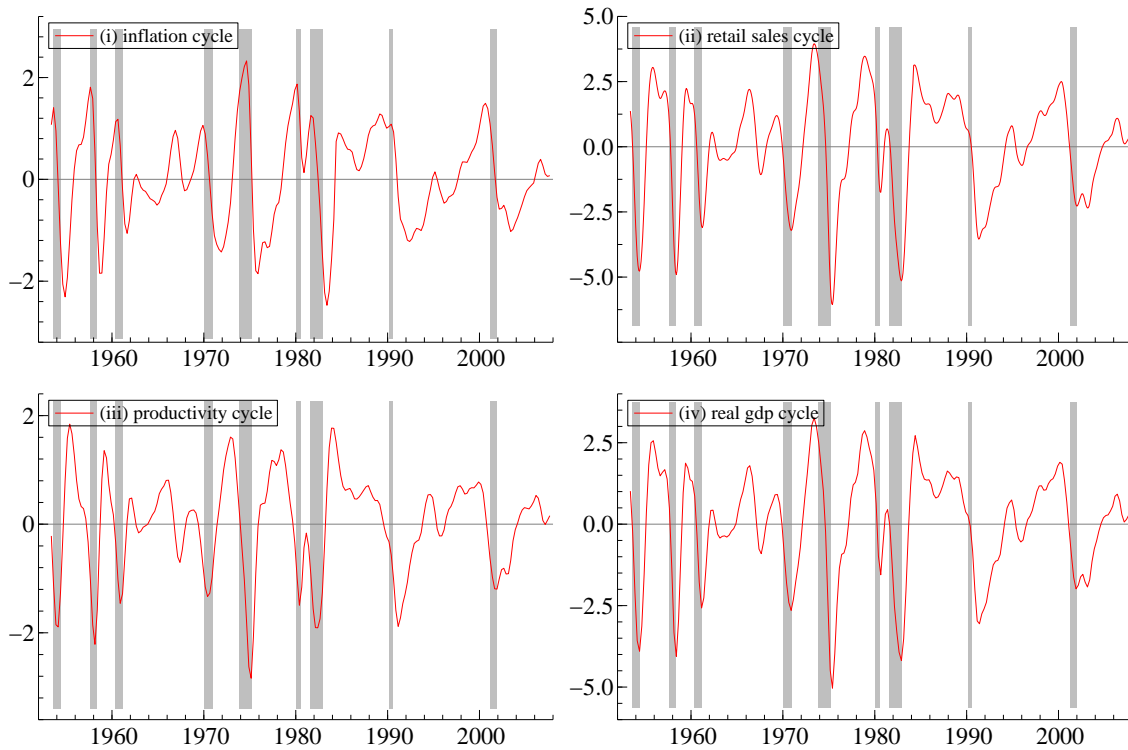 (i) inflation cycle
2
0
−2
1960 1970 1980 1990 2000
(ii) retail sales cycle
5.0
2.5
0.0
−2.5
−5.0
1960 1970 1980 1990 2000
(iii) productivity cycle
2
0
−2
1960 1970 1980 1990 2000
(iv) real gdp cycle
2.5
0.0
−2.5
−5.0
1960 1970 1980 1990 2000